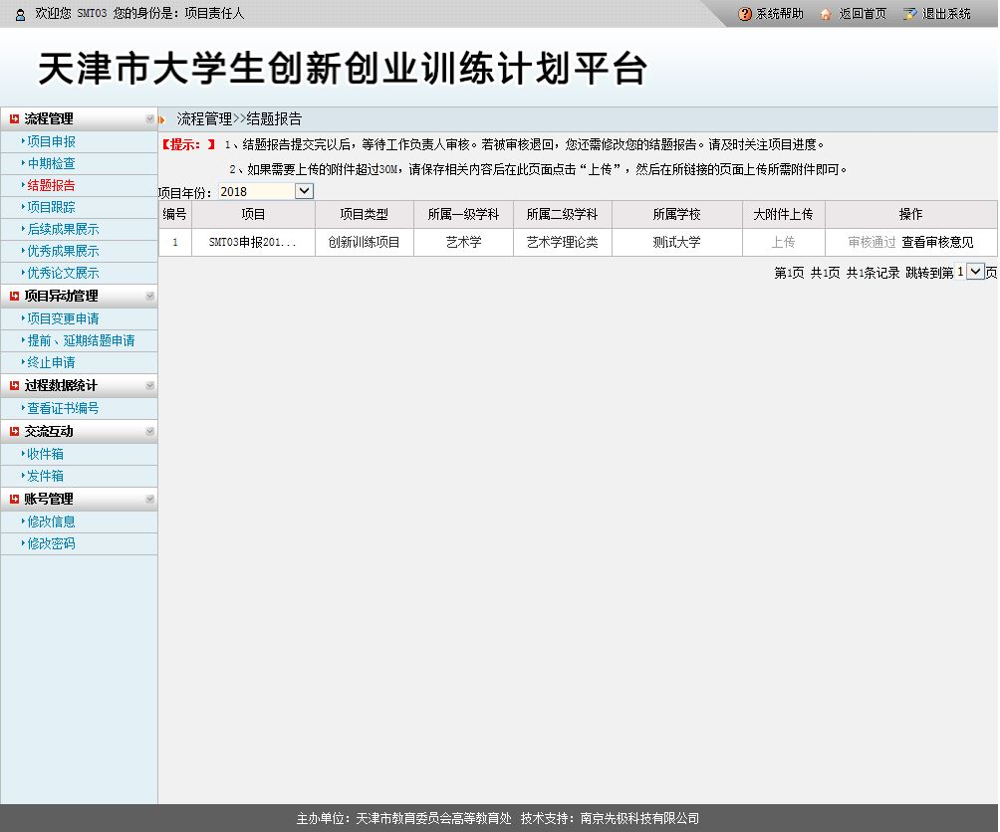 欢迎您 SMT03 您的身份是：项目责任人 系统帮助 返回首页 退出系统
天津市大学生创新创业训练计划平台
流程管理
项目申报
中期检查
结题报告
项目跟踪
后续成果展示
优秀成果展示
优秀论文展示
项目异动管理
项目变更申请
提前、延期结题申请
终止申请
过程数据统计
查看证书编号
交流互动
收件箱
发件箱
账号管理
修改信息
修改密码
流程管理>>结题报告
【提示：】 1、结题报告提交完以后，等待工作负责人审核。若被审核退回，您还需修改您的结题报告。请及时关注项目进度。
2、如果需要上传的附件超过30M，请保存相关内容后在此页面点击“上传”，然后在所链接的页面上传所需附件即可。
项目年份： 2018
编号 项目 项目类型 所属一级学科 所属二级学科 所属学校 大附件上传 操作
1 SMT03申报201... 创新训练项目 艺术学 艺术学理论类 测试大学 上传 审核通过 查看审核意见
第1页 共1页 共1条记录 跳转到第 1 页
主办单位：天津市教育委员会高等教育处 技术支持：南京先极科技有限公司